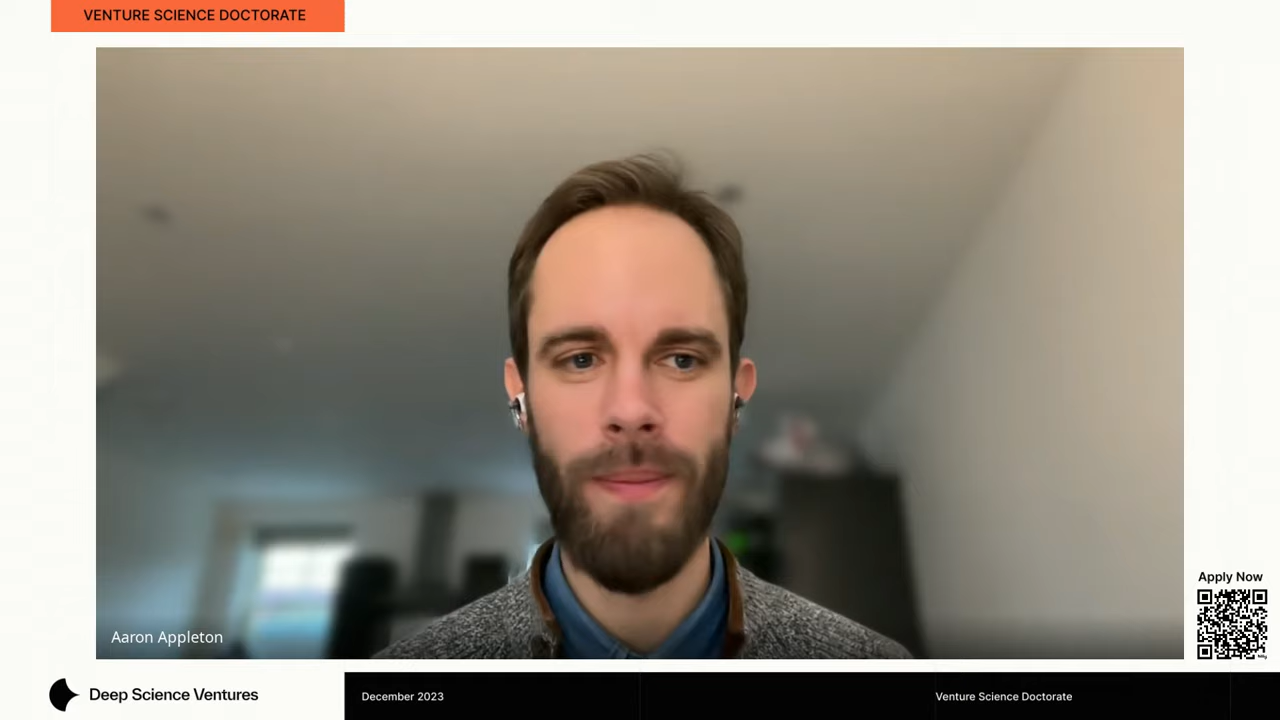 VENTURE SCIENCE DOCTORATE
Apply Now
Aaron Appleton
Deep Science Ventures
December 2023
Venture Science Doctorate